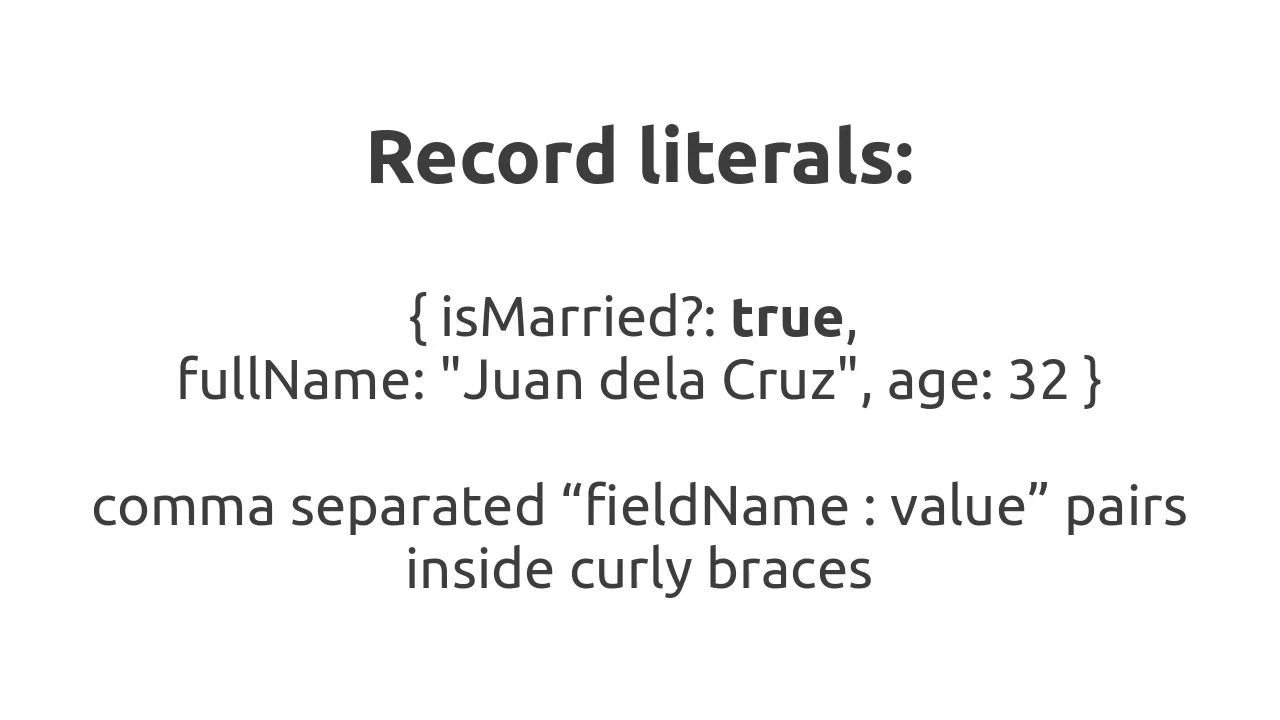 Record literals:
{ isMarried?: true,
fullName: "Juan dela Cruz", age: 32 }
comma separated “fieldName : value” pairs
inside curly braces